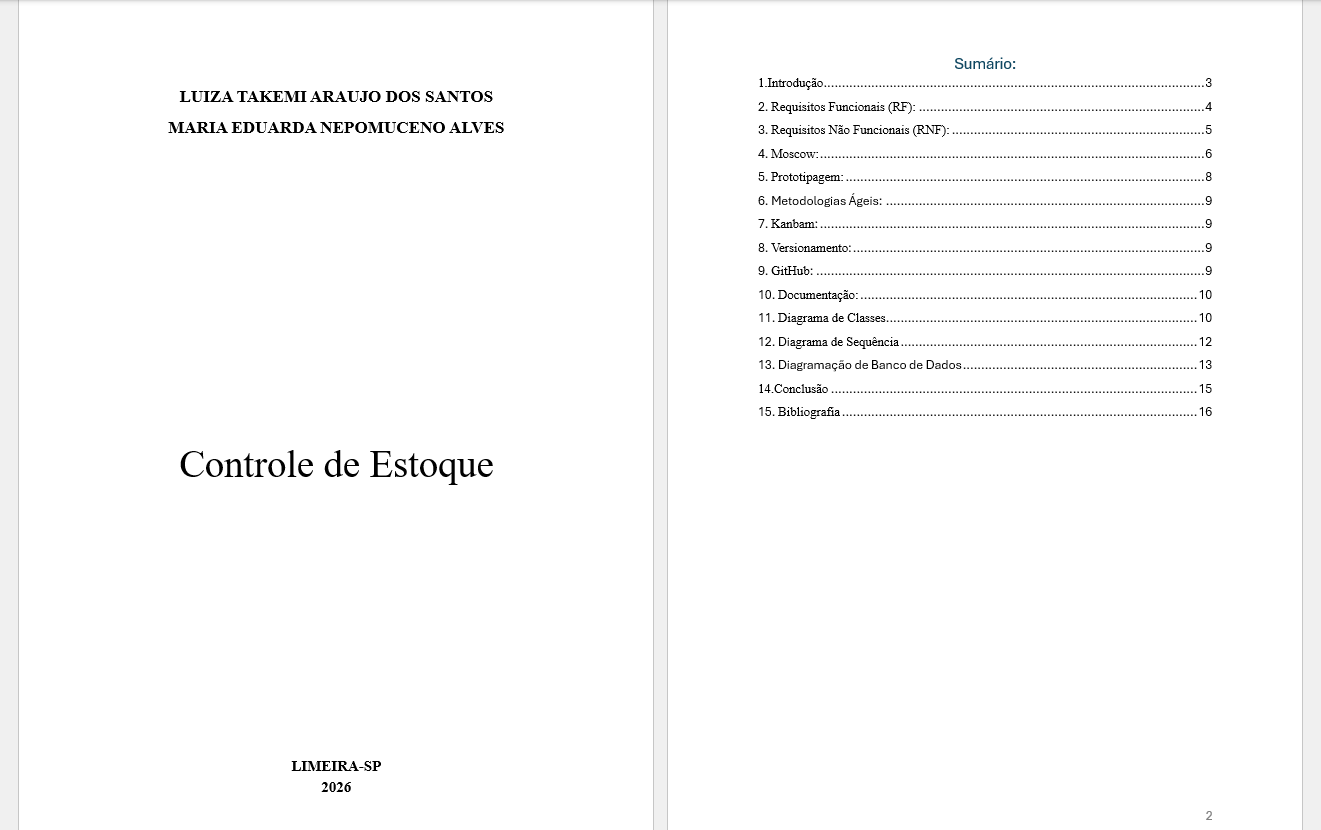 LUIZA TAKEMI ARAUJO DOS SANTOS
MARIA EDUARDA NEPOMUCENO ALVES
Controle de Estoque
LIMEIRA-SP
2026
Sumário:
1.Introdução 3
2. Requisitos Funcionais (RF): 4
3. Requisitos Não Funcionais (RNF): 5
4. Moscow: 6
5. Prototipagem: 8
6. Metodologias Ágeis: 9
7. Kanbam: 9
8. Versionamento: 9
9. GitHub: 9
10. Documentação: 10
11. Diagrama de Classes 10
12. Diagrama de Sequência 12
13. Diagramação de Banco de Dados 13
14.Conclusão 15
15. Bibliografia 16
2